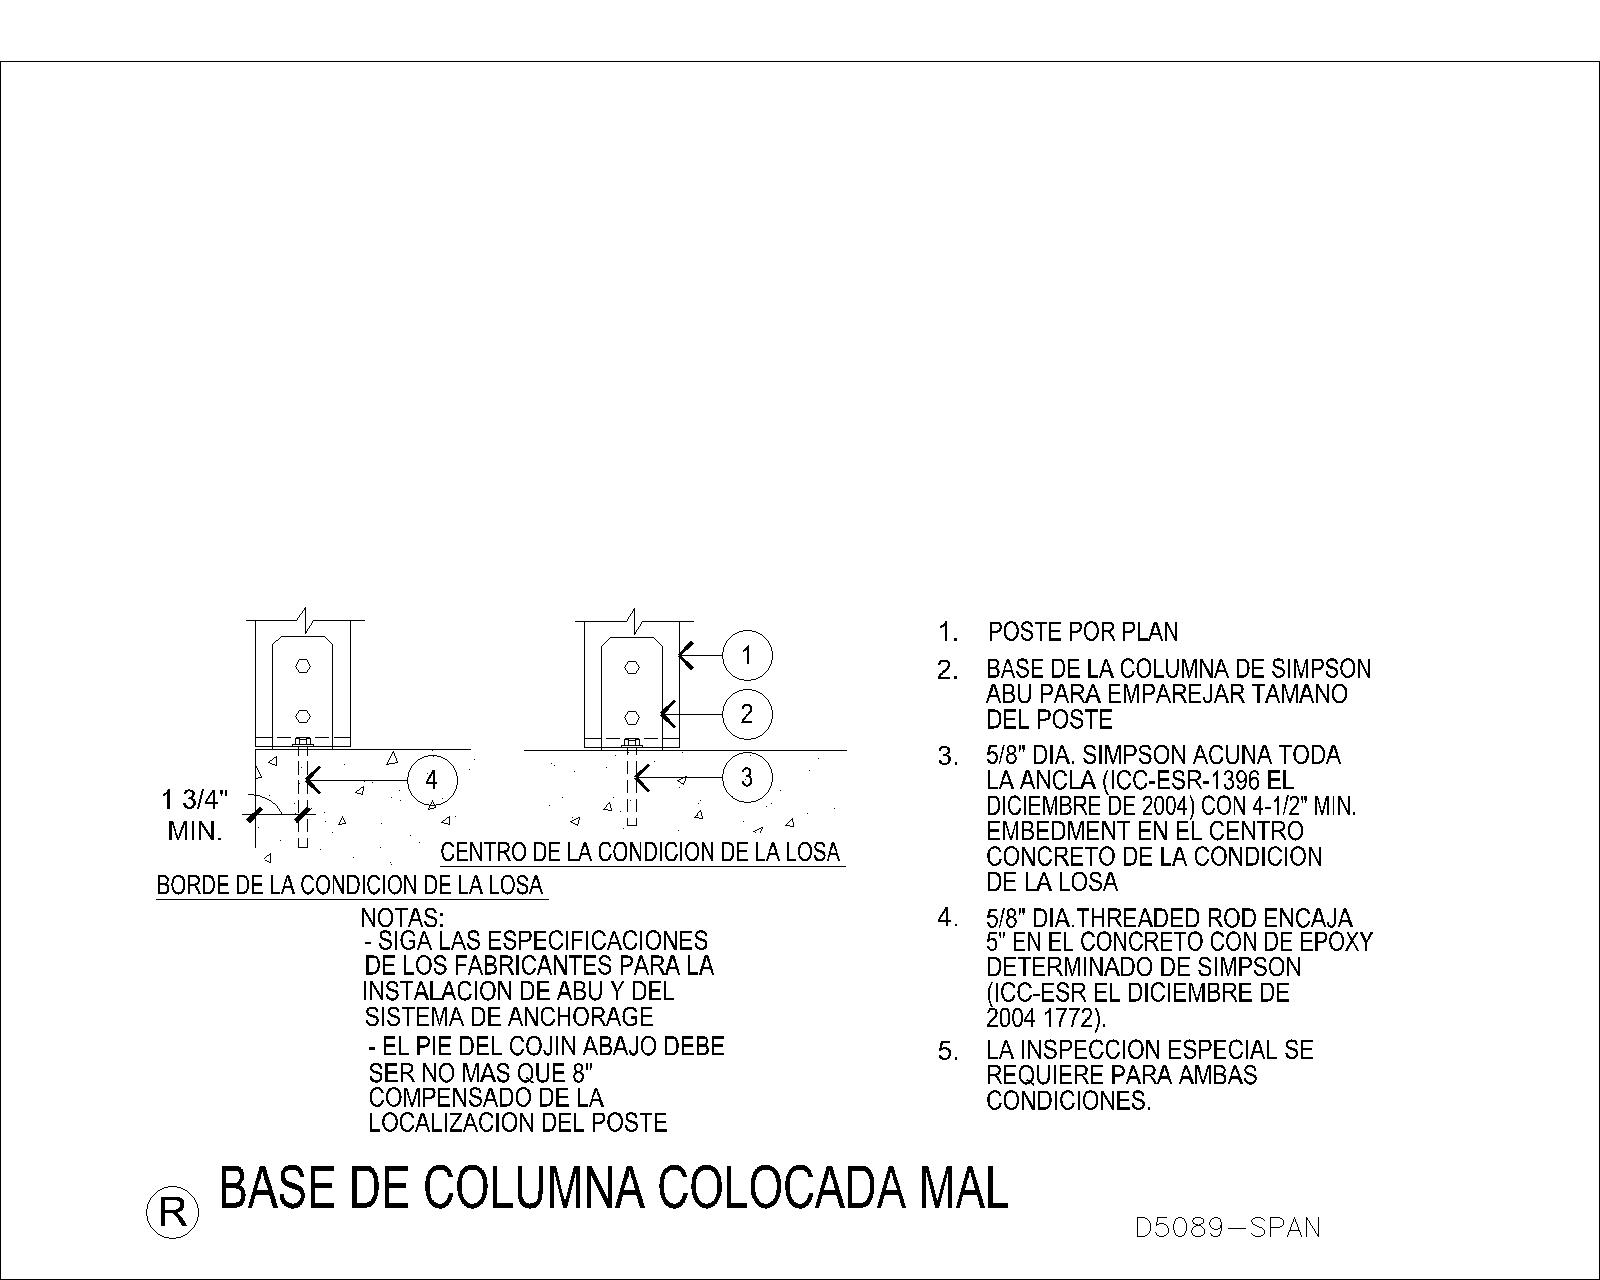 1
2
3
4
1 3/4"
MIN.
CENTRO DE LA CONDICION DE LA LOSA
BORDE DE LA CONDICION DE LA LOSA
NOTAS:
- SIGA LAS ESPECIFICACIONES
DE LOS FABRICANTES PARA LA
INSTALACION DE ABU Y DEL
SISTEMA DE ANCHORAGE
- EL PIE DEL COJIN ABAJO DEBE
SER NO MAS QUE 8"
COMPENSADO DE LA
LOCALIZACION DEL POSTE
1. POSTE POR PLAN
2. BASE DE LA COLUMNA DE SIMPSON
ABU PARA EMPAREJAR TAMANO
DEL POSTE
3. 5/8" DIA. SIMPSON ACUNA TODA
LA ANCLA (ICC-ESR-1396 EL
DICIEMBRE DE 2004) CON 4-1/2" MIN.
EMBEDMENT EN EL CENTRO
CONCRETO DE LA CONDICION
DE LA LOSA
4. 5/8" DIA.THREADED ROD ENCAJA
5" EN EL CONCRETO CON DE EPOXY
DETERMINADO DE SIMPSON
(ICC-ESR EL DICIEMBRE DE
2004 1772).
5. LA INSPECCION ESPECIAL SE
REQUIERE PARA AMBAS
CONDICIONES.
R BASE DE COLUMNA COLOCADA MAL
D5089-SPAN